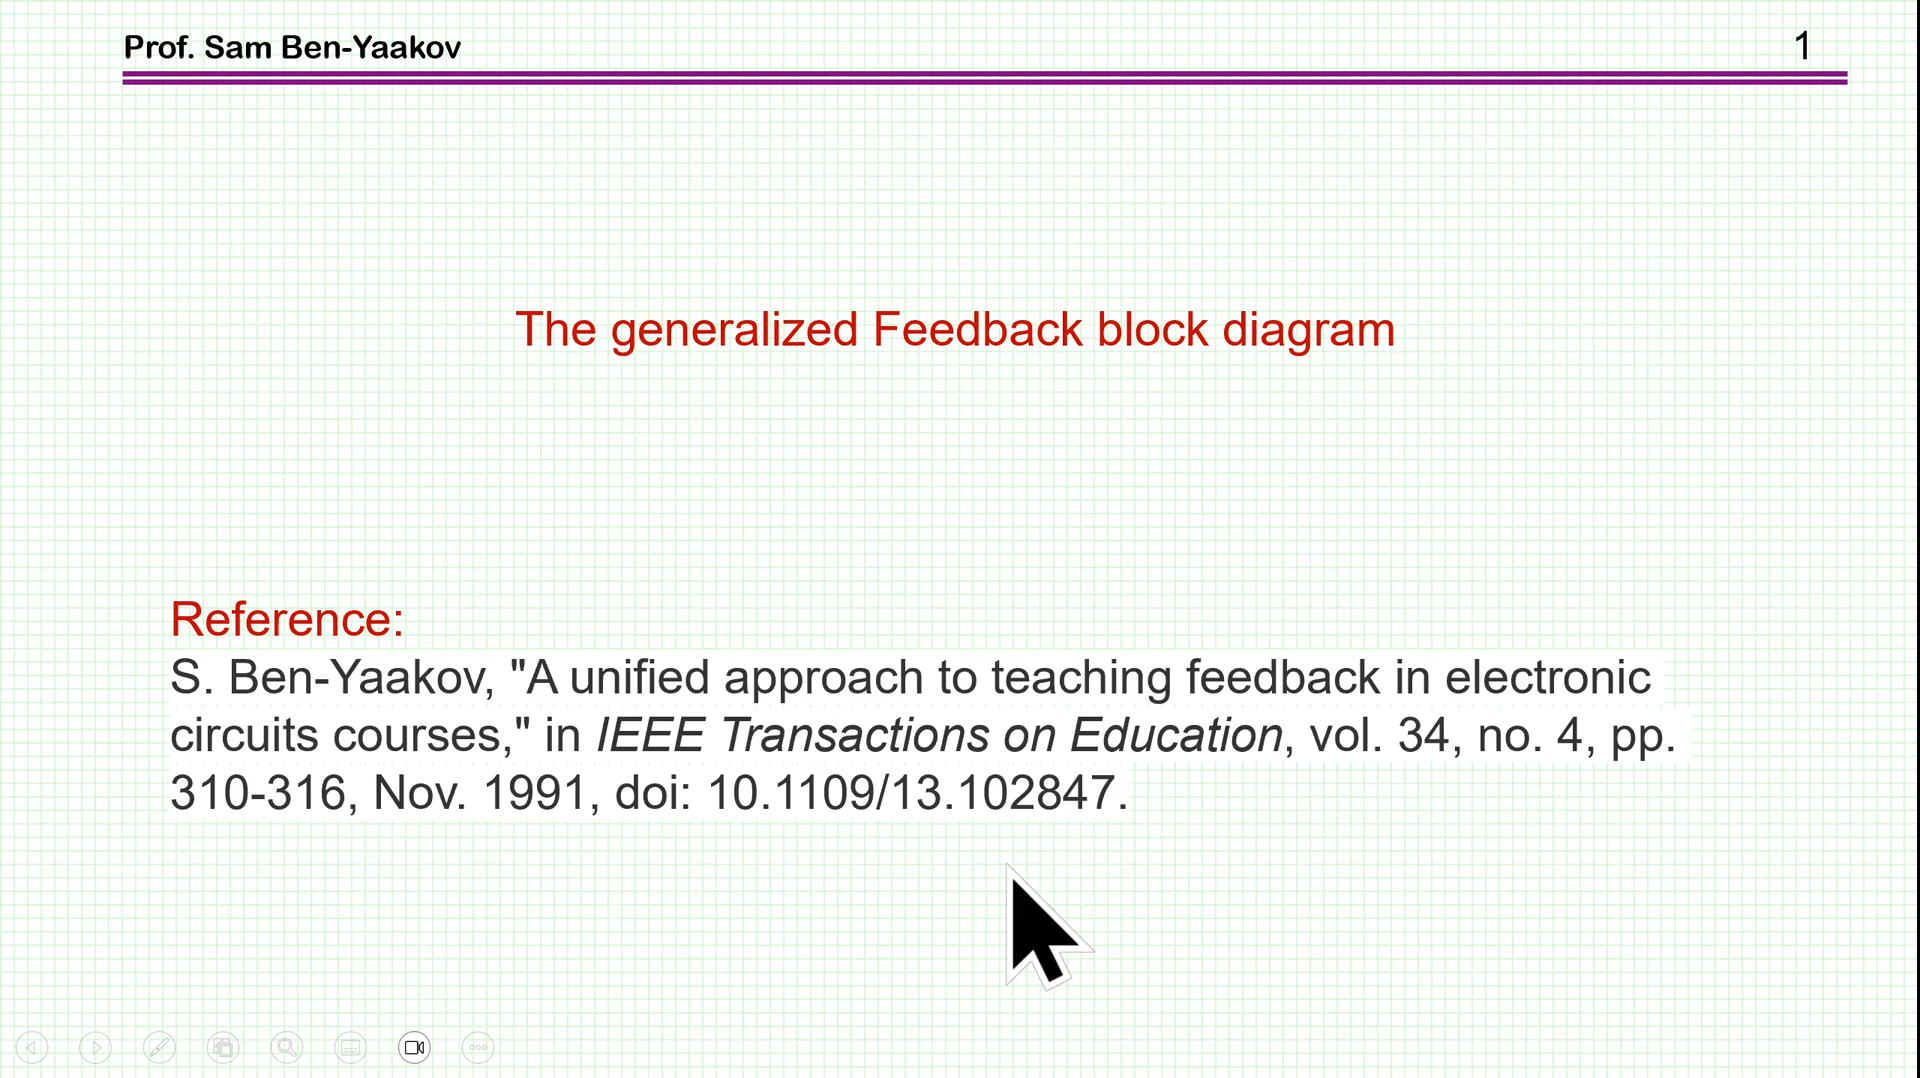 Prof. Sam Ben-Yaakov
1
The generalized Feedback block diagram
Reference:
S. Ben-Yaakov, "A unified approach to teaching feedback in electronic
circuits courses," in IEEE Transactions on Education, vol. 34, no. 4, pp.
310-316, Nov. 1991, doi: 10.1109/13.102847.